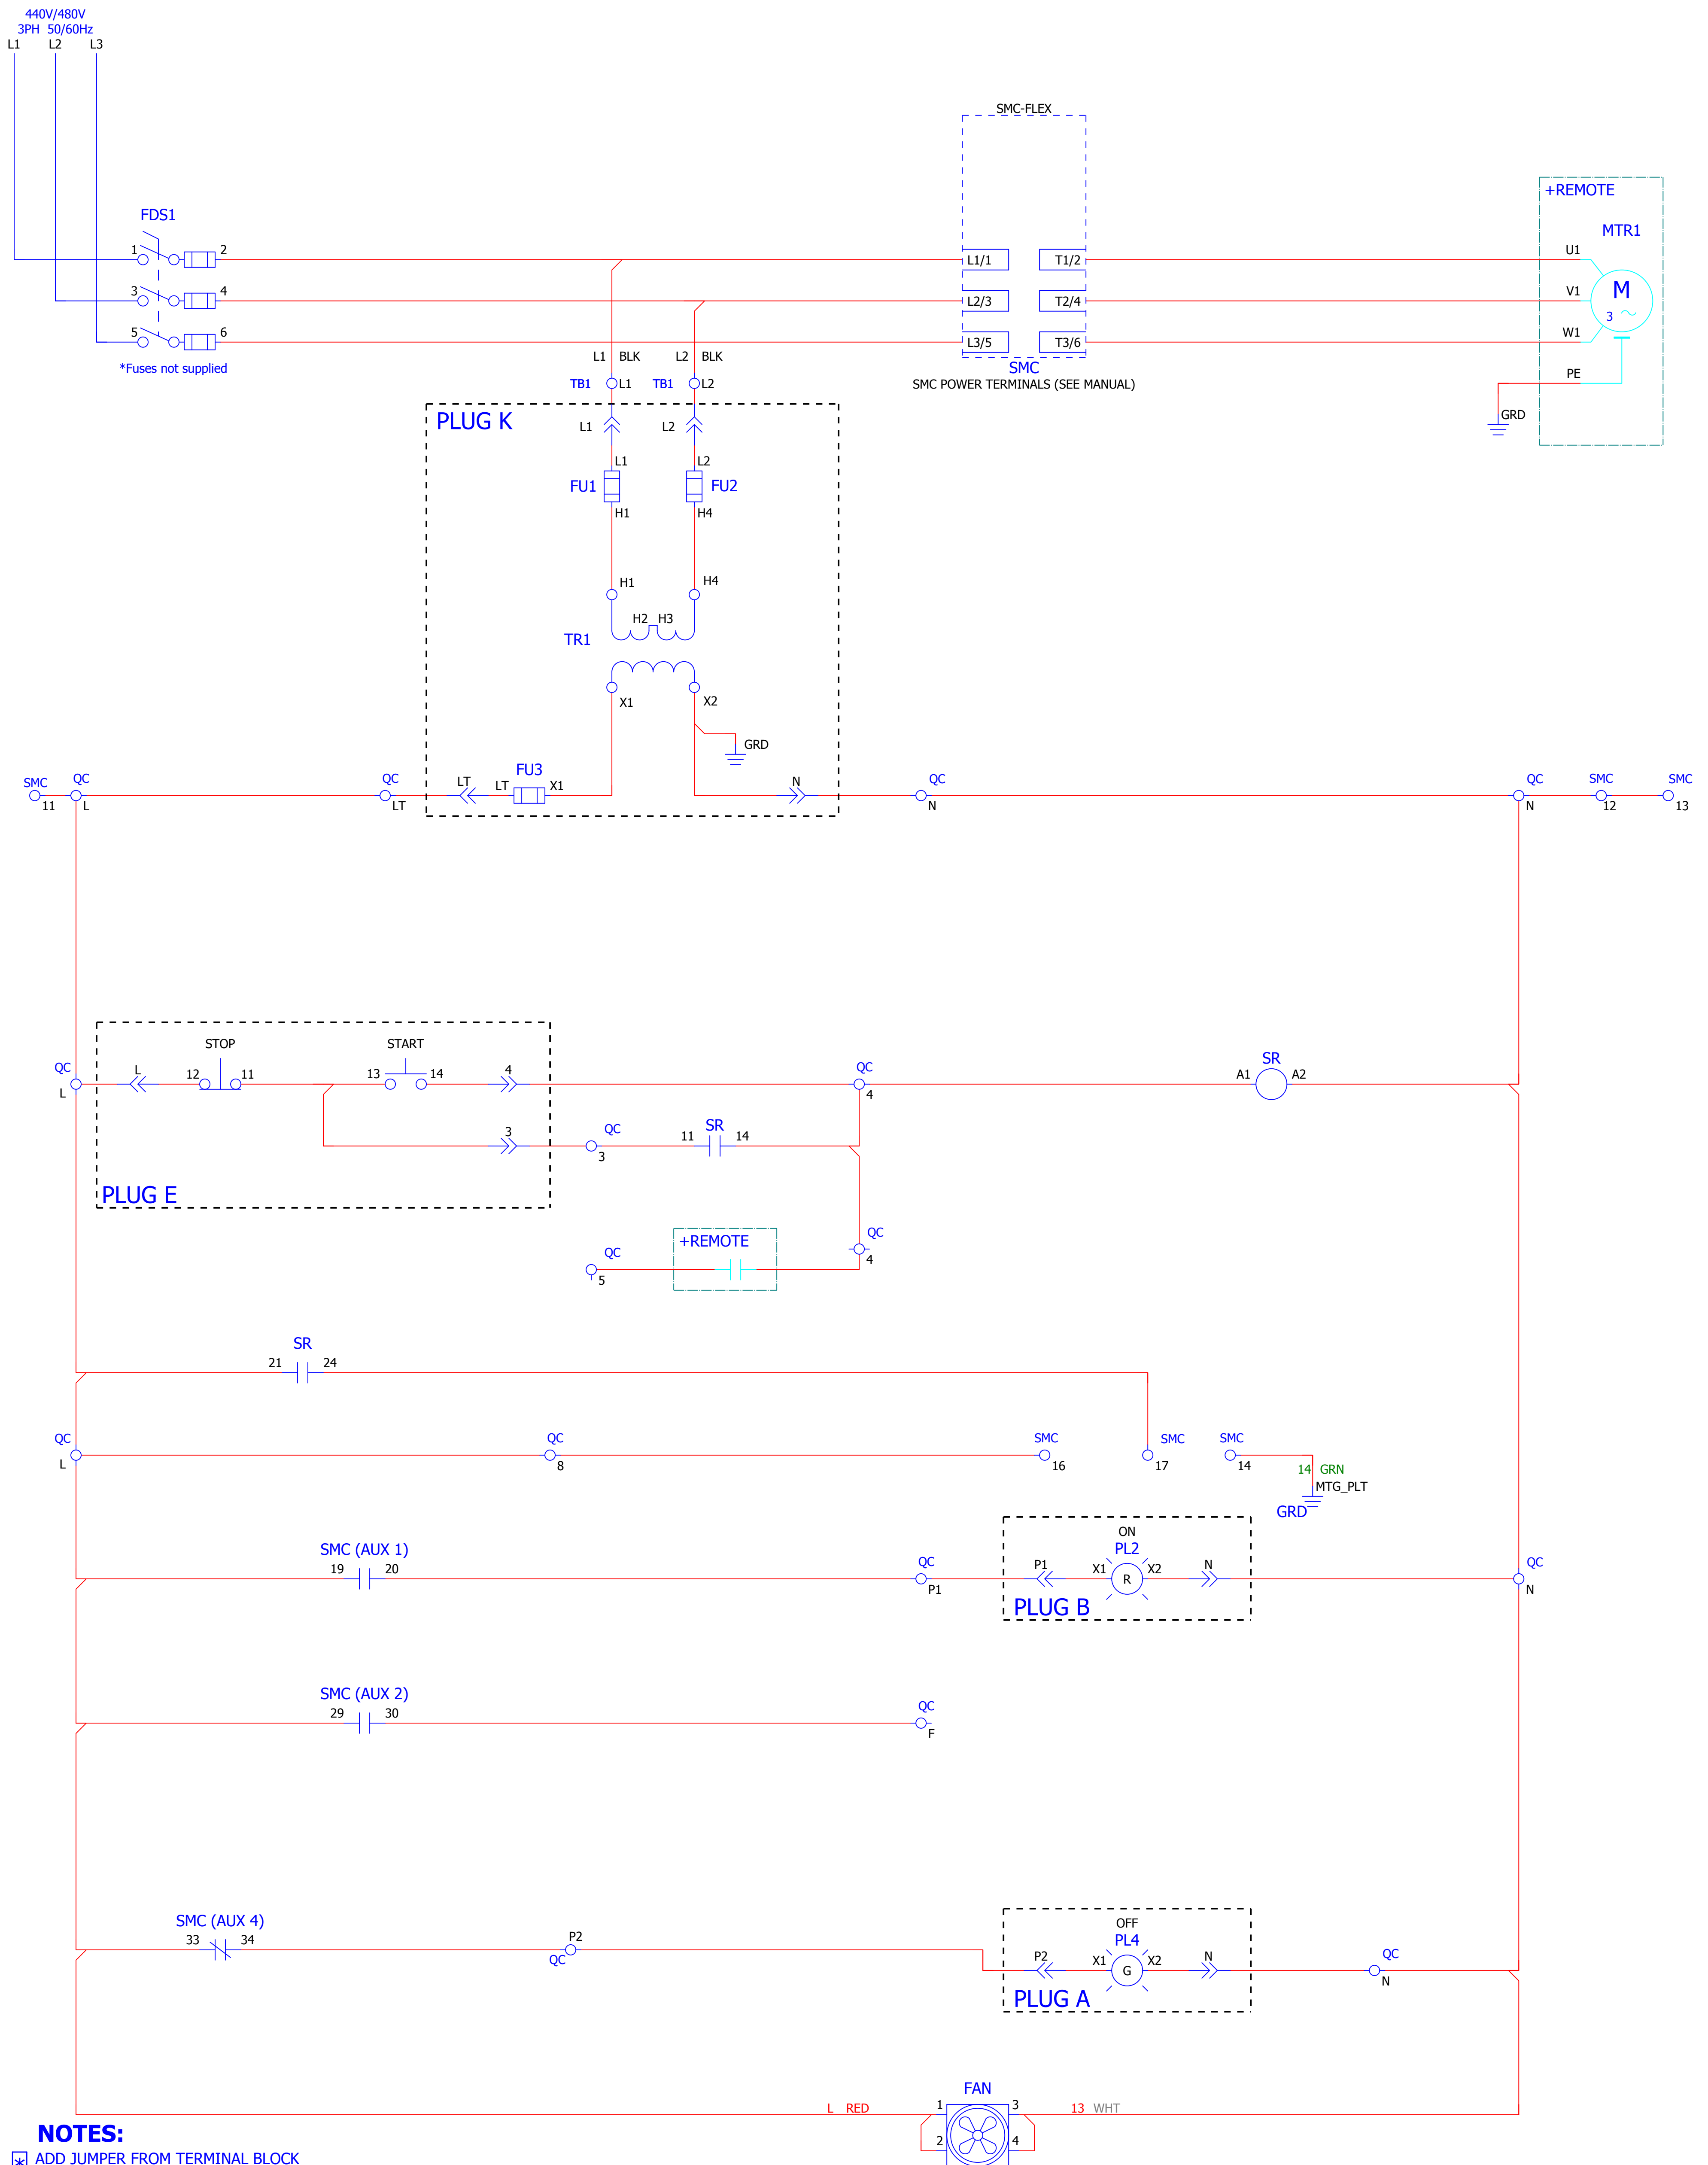 440V/480V
3PH 50/60Hz
L1 L2 L3
SMC-FLEX
+REMOTE
MTR1
FDS1
U1
1 2
L1/1 T1/2
M
3
V1
3 4
L2/3 T2/4
W1
5 6
L3/5 T3/6
*Fuses not supplied
L1 BLK L2 BLK
SMC
SMC POWER TERMINALS (SEE MANUAL)
PE
GRD
TB1 L1 TB1 L2
PLUG K
L1 L2
L1 L2
FU1 FU2
H1 H4
H1 H4
H2 H3
TR1
X1 X2
GRD
FU3
SMC QC QC LT LT X1 N QC QC SMC SMC
11 L LT N N 12 13
STOP START
QC L 12 11 13 14 4 QC SR
L 4 A1 A2
3 QC 11 SR 14
3
PLUG E
+REMOTE
QC QC
5 4
SR
21 24
QC QC SMC SMC SMC
L 8 16 17 14
14 GRN
MTG_PLT
GRD
ON
SMC (AUX 1) PL2
19 20 QC P1 X1 R X2 N QC
P1 N
PLUG B
SMC (AUX 2)
29 30 QC
F
OFF
SMC (AUX 4) PL4
33 34 P2
QC
P2 X1 G X2 N QC
N
PLUG A
FAN
L RED 1 3 13 WHT
2 4
NOTES:
* ADD JUMPER FROM TERMINAL BLOCK